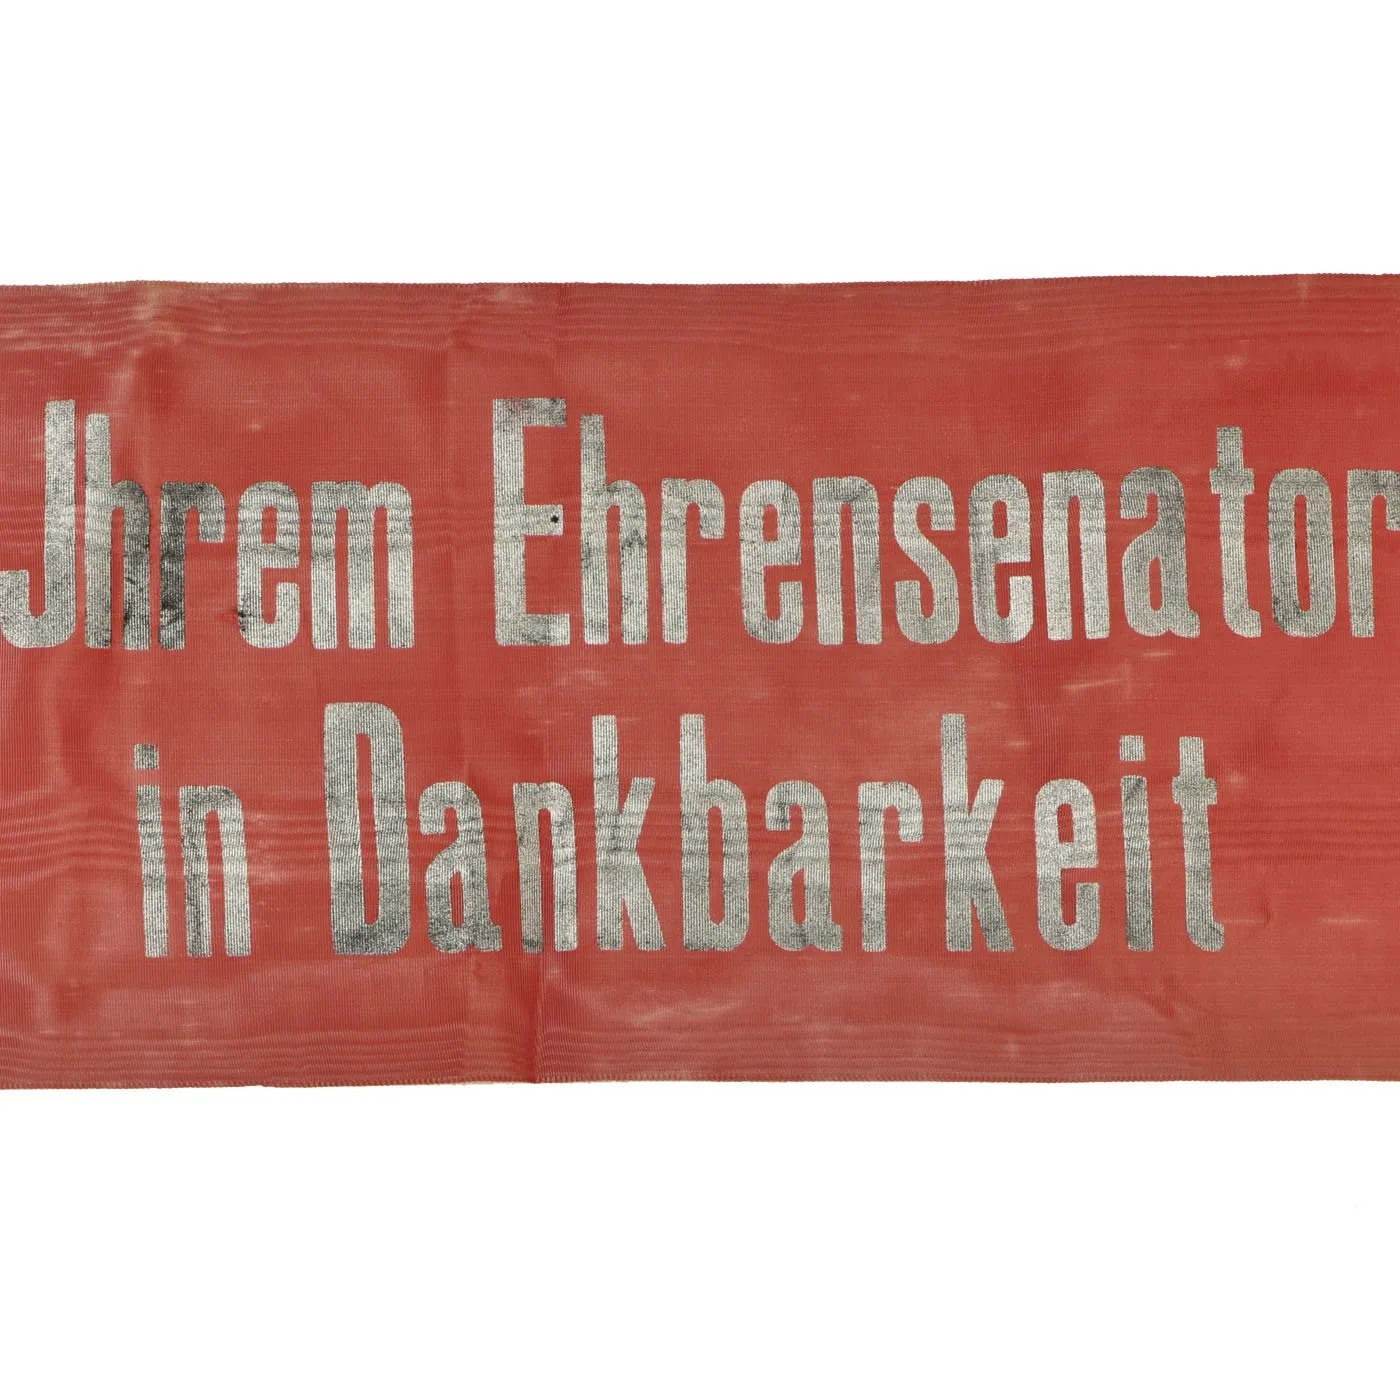 Jhrem Ehrensenator
in Dankbarkeit